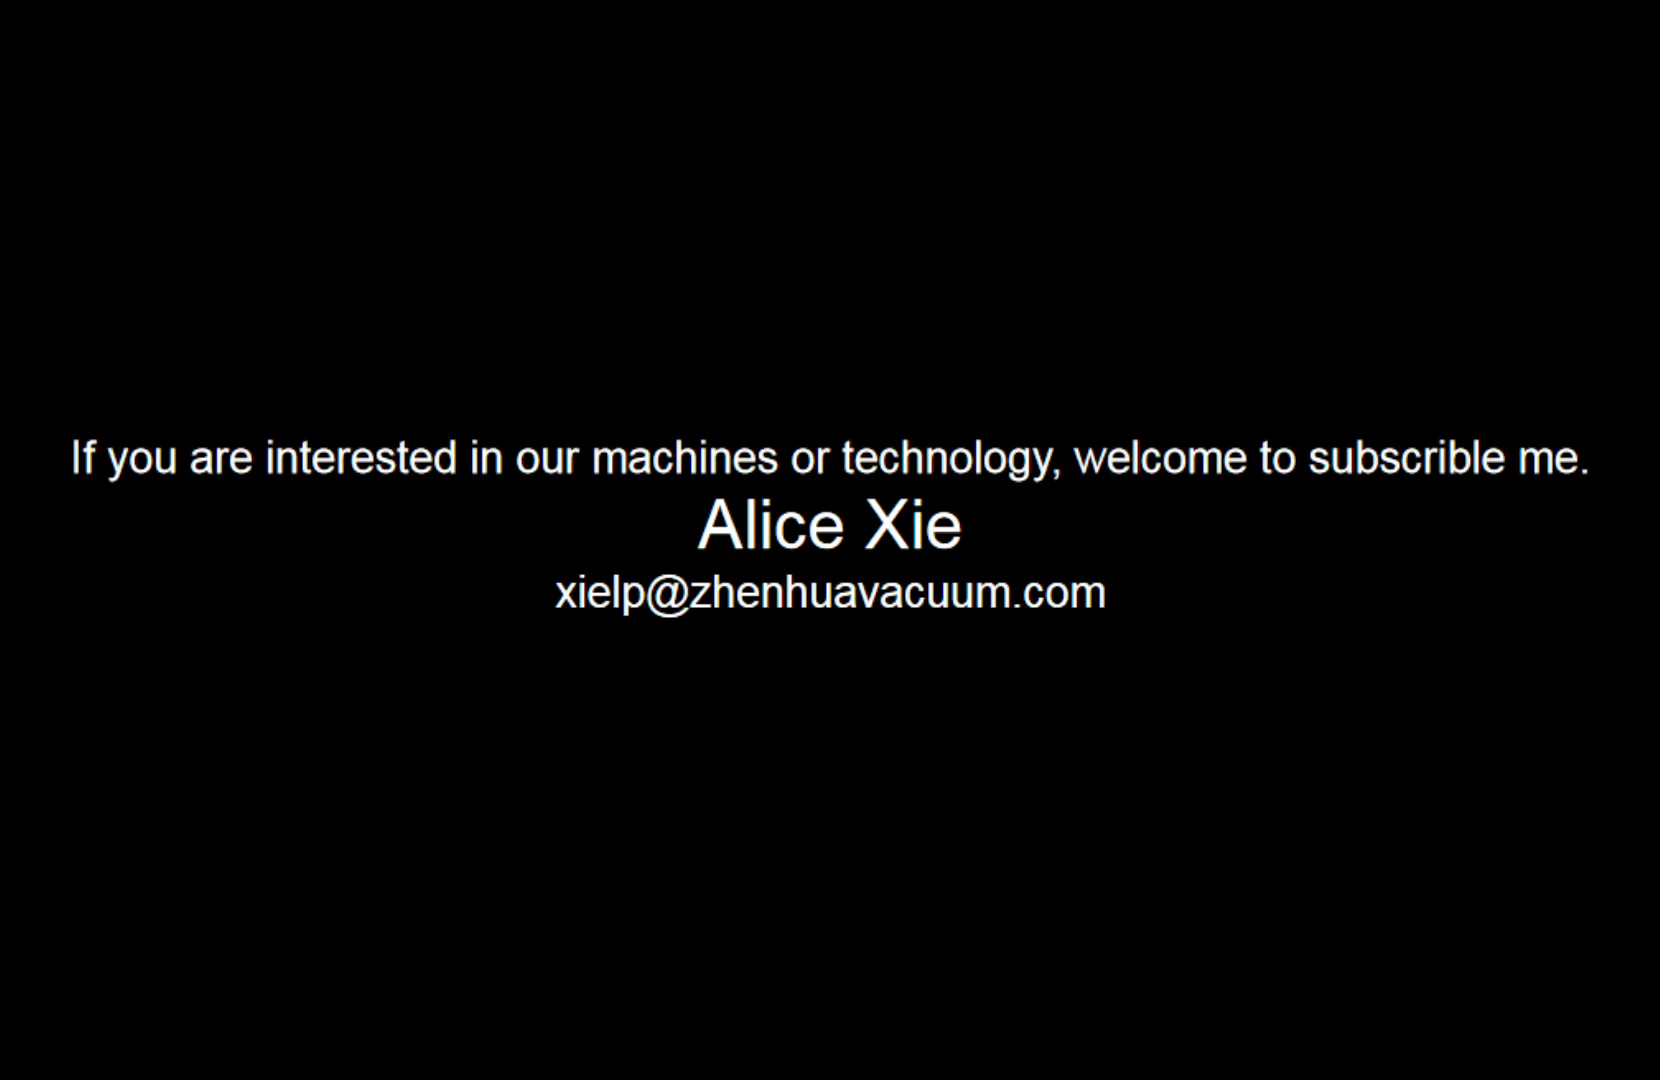 If you are interested in our machines or technology, welcome to subscrible me.
Alice Xie
xielp@zhenhuavacuum.com